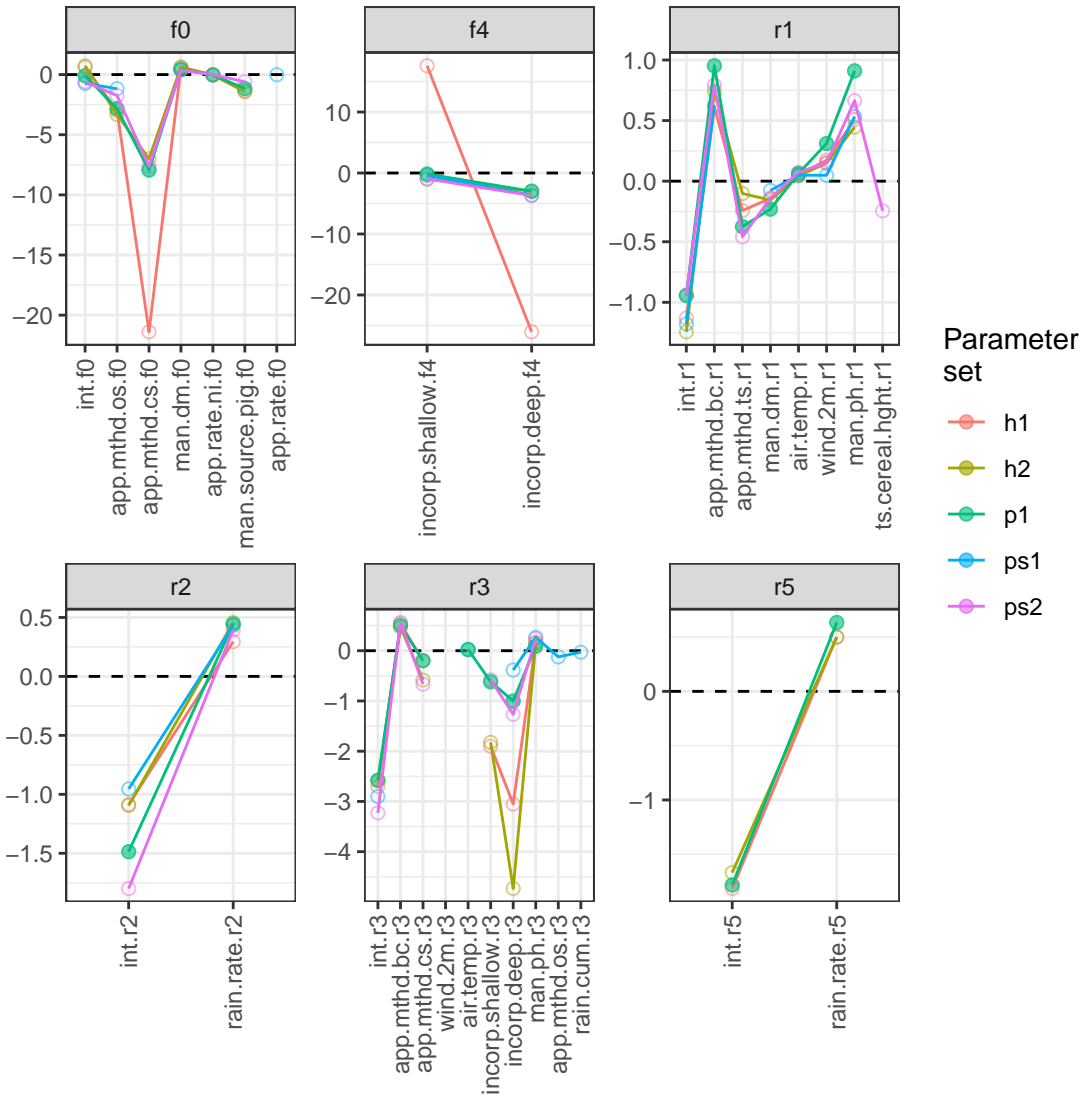 f0
f4
r1
0
−5
−10
−15
−20
int.f0
app.mthd.os.f0
app.mthd.cs.f0
man.dm.f0
app.rate.ni.f0
man.source.pig.f0
app.rate.f0
10
0
−10
−20
incorp.shallow.f4
incorp.deep.f4
1.0
0.5
0.0
−0.5
−1.0
int.r1
app.mthd.bc.r1
app.mthd.ts.r1
man.dm.r1
air.temp.r1
wind.2m.r1
man.ph.r1
ts.cereal.hght.r1
Parameter
set
h1
h2
p1
ps1
ps2
r2
r3
r5
0.5
0.0
−0.5
−1.0
−1.5
int.r2
rain.rate.r2
0
−1
−2
−3
−4
int.r3
app.mthd.bc.r3
app.mthd.cs.r3
wind.2m.r3
air.temp.r3
incorp.shallow.r3
incorp.deep.r3
man.ph.r3
app.mthd.os.r3
rain.cum.r3
0
−1
int.r5
rain.rate.r5